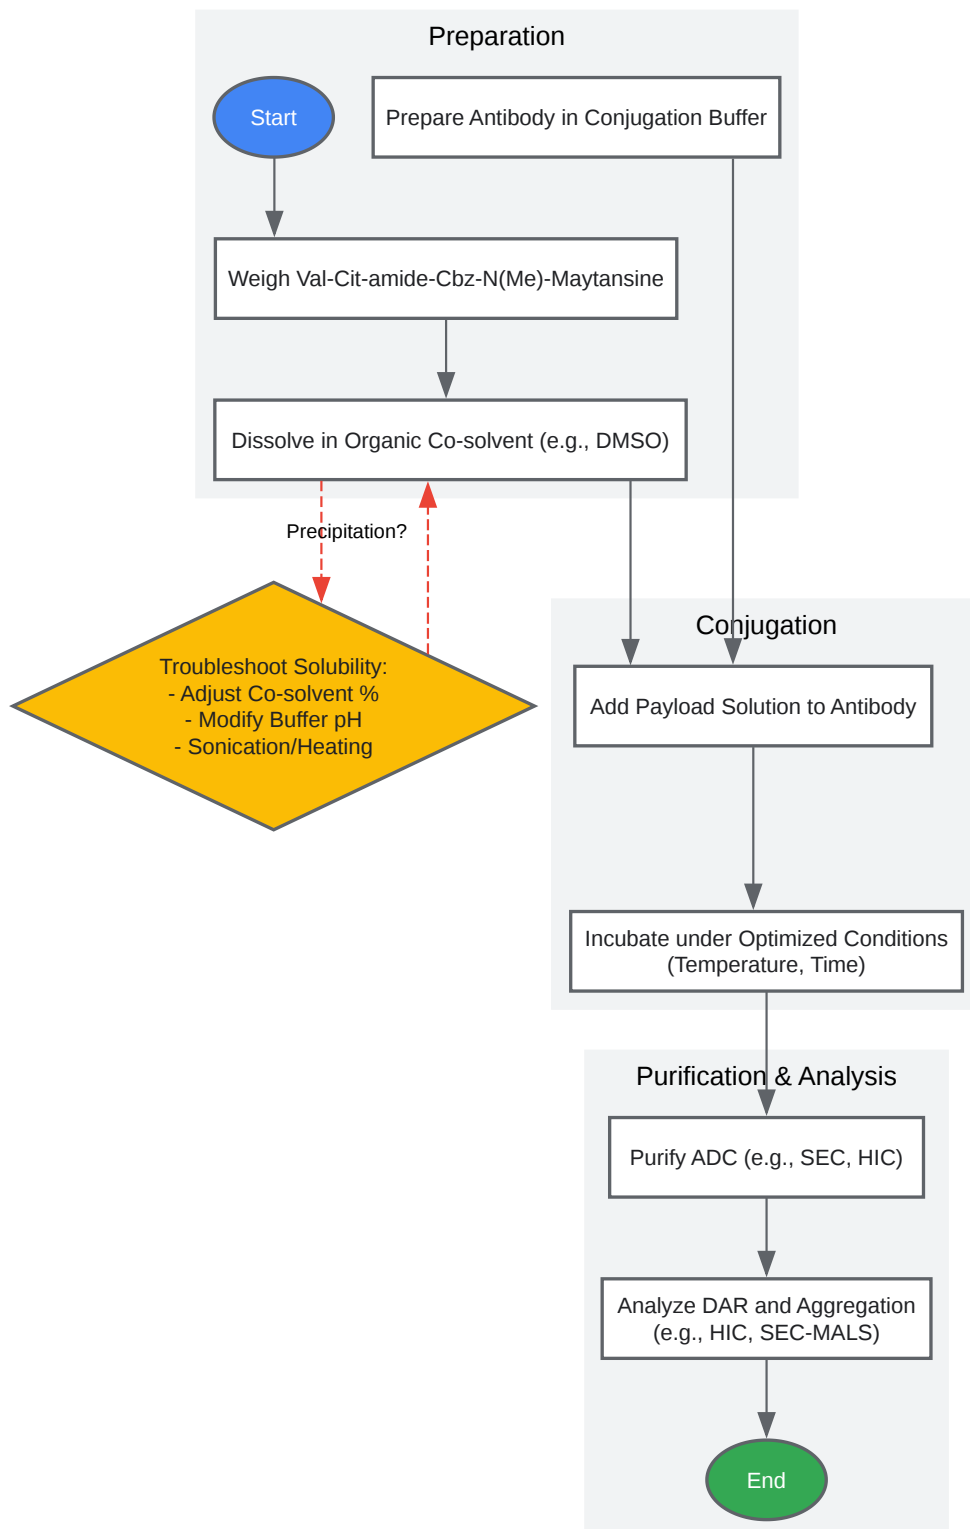 Preparation
Start
Prepare Antibody in Conjugation Buffer
Weigh Val-Cit-amide-Cbz-N(Me)-Maytansine
Dissolve in Organic Co-solvent (e.g., DMSO)
Precipitation?
Troubleshoot Solubility:
- Adjust Co-solvent %
- Modify Buffer pH
- Sonication/Heating
Conjugation
Add Payload Solution to Antibody
Incubate under Optimized Conditions
(Temperature, Time)
Purification & Analysis
Purify ADC (e.g., SEC, HIC)
Analyze DAR and Aggregation
(e.g., HIC, SEC-MALS)
End